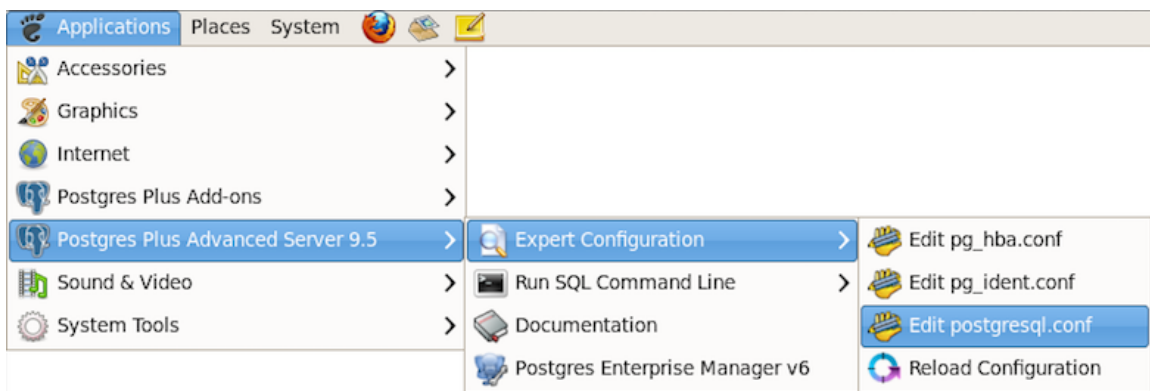 Applications Places System
Accessories
Graphics
Internet
Postgres Plus Add-ons
Postgres Plus Advanced Server 9.5
Sound & Video
System Tools
Expert Configuration
Run SQL Command Line
Documentation
Postgres Enterprise Manager v6
Edit pg_hba.conf
Edit pg_ident.conf
Edit postgresql.conf
Reload Configuration